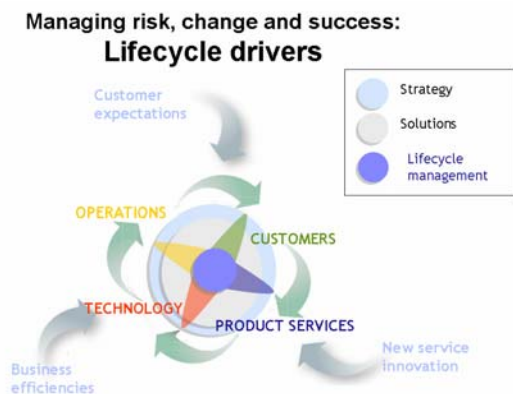 Managing risk, change and success:
Lifecycle drivers
Customer
expectations
Strategy
Solutions
Lifecycle
management
OPERATIONS
CUSTOMERS
TECHNOLOGY
PRODUCT SERVICES
Business
efficiencies
New service
innovation